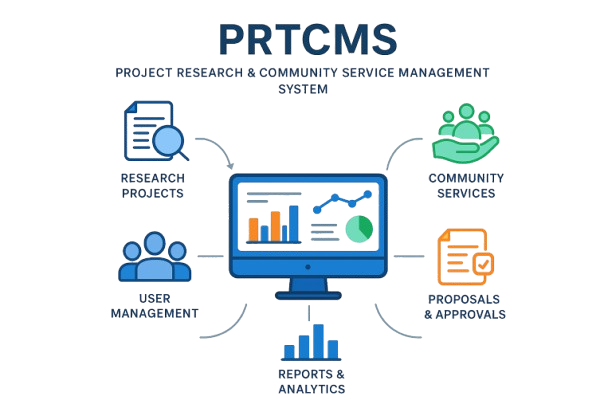 PRTCMS
PROJECT RESEARCH & COMMUNITY SERVICE MANAGEMENT
SYSTEM
RESEARCH
PROJECTS
COMMUNITY
SERVICES
USER
MANAGEMENT
PROPOSALS
& APPROVALS
REPORTS &
ANALYTICS